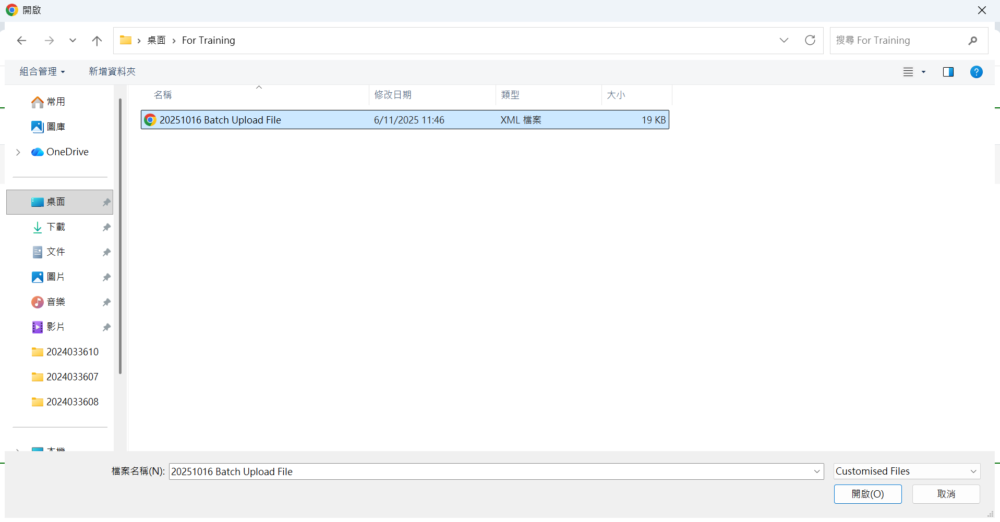 開啟
桌面 For Training
搜尋 For Training
組合管理 新增資料夾
名稱 修改日期 類型 大小
20251016 Batch Upload File 6/11/2025 11:46 XML 檔案 19 KB
常用
圖庫
OneDrive
桌面
下載
文件
圖片
音樂
影片
2024033610
2024033607
2024033608
本機
檔案名稱(N): 20251016 Batch Upload File Customised Files
開啟(O) 取消